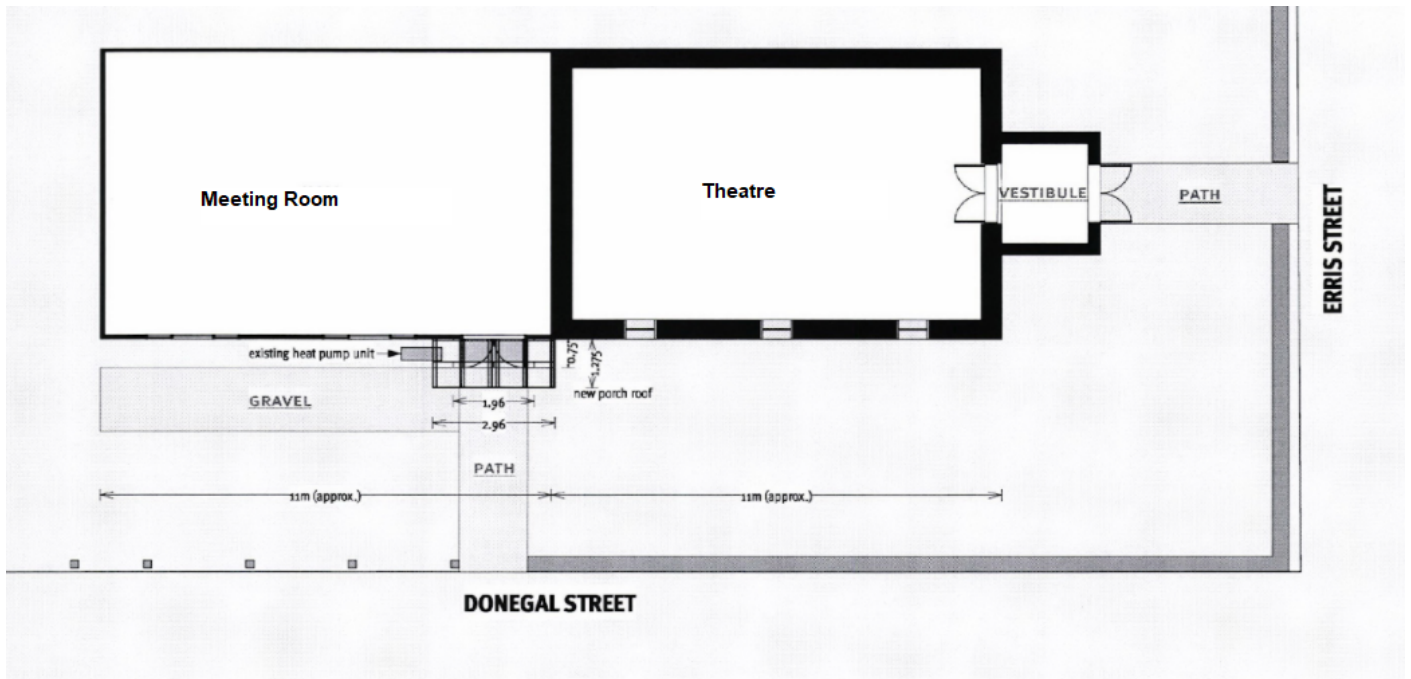 Meeting Room
Theatre
VESTIBULE
PATH
ERRIS STREET
existing heat pump unit
0.75
1.275
new porch roof
GRAVEL
1.96
2.96
PATH
11m (approx.)
11m (approx.)
DONEGAL STREET